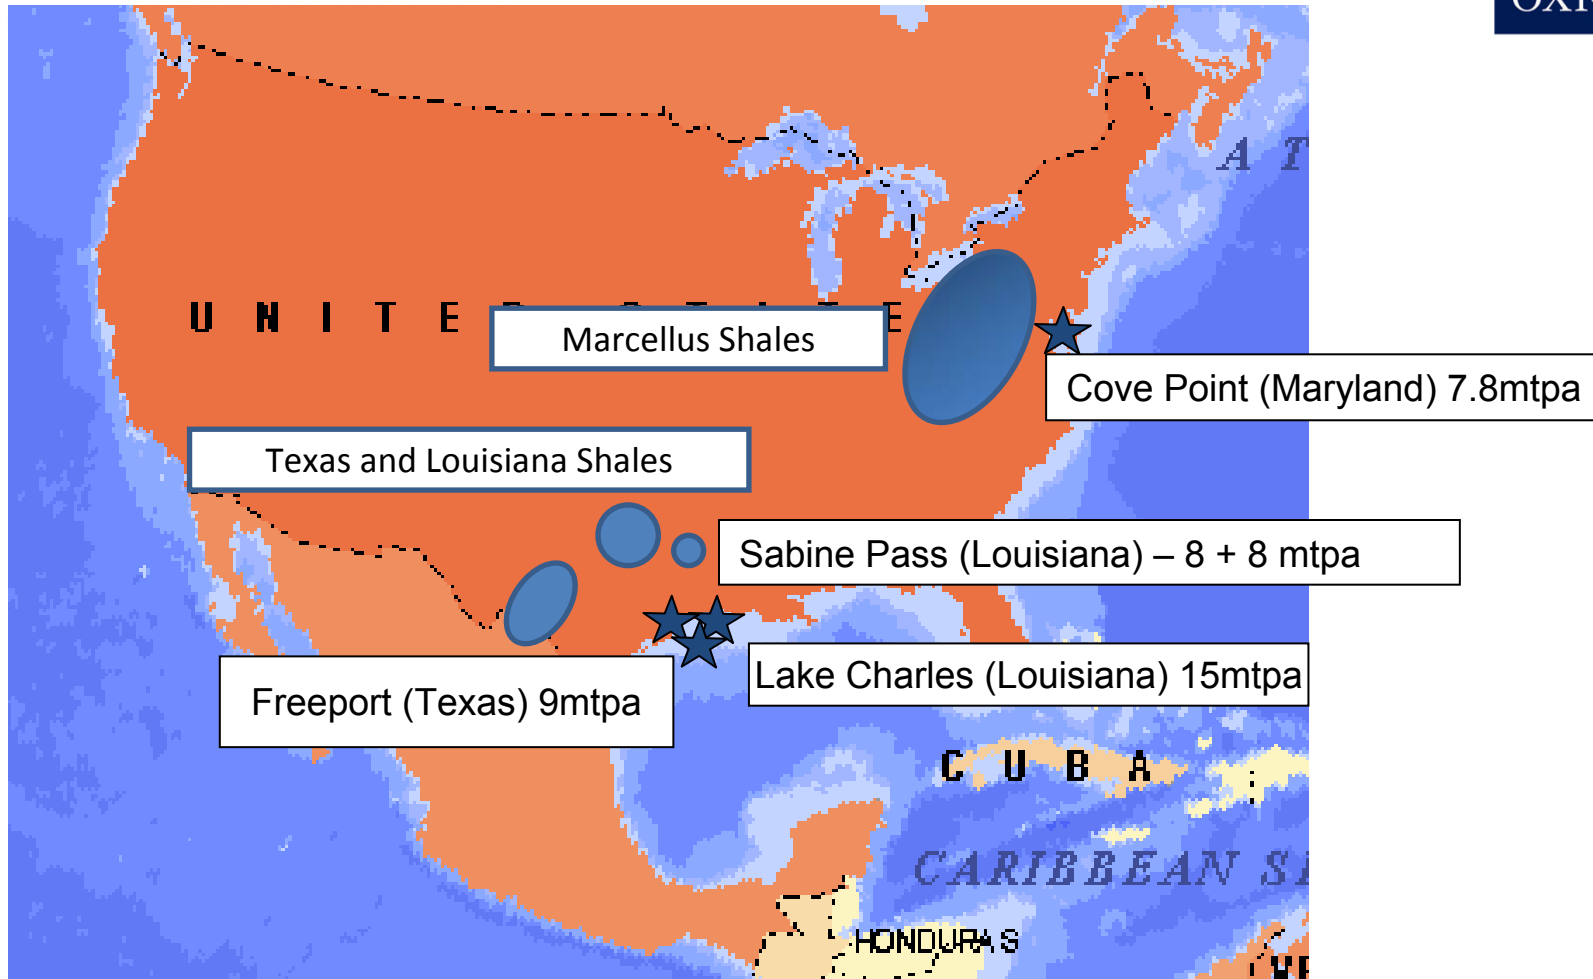 A T
U N I T E
E
Marcellus Shales
Cove Point (Maryland) 7.8mtpa
Texas and Louisiana Shales
Sabine Pass (Louisiana) – 8 + 8 mtpa
Lake Charles (Louisiana) 15mtpa
Freeport (Texas) 9mtpa
C U B A
CARIBBEAN S
HONDURAS